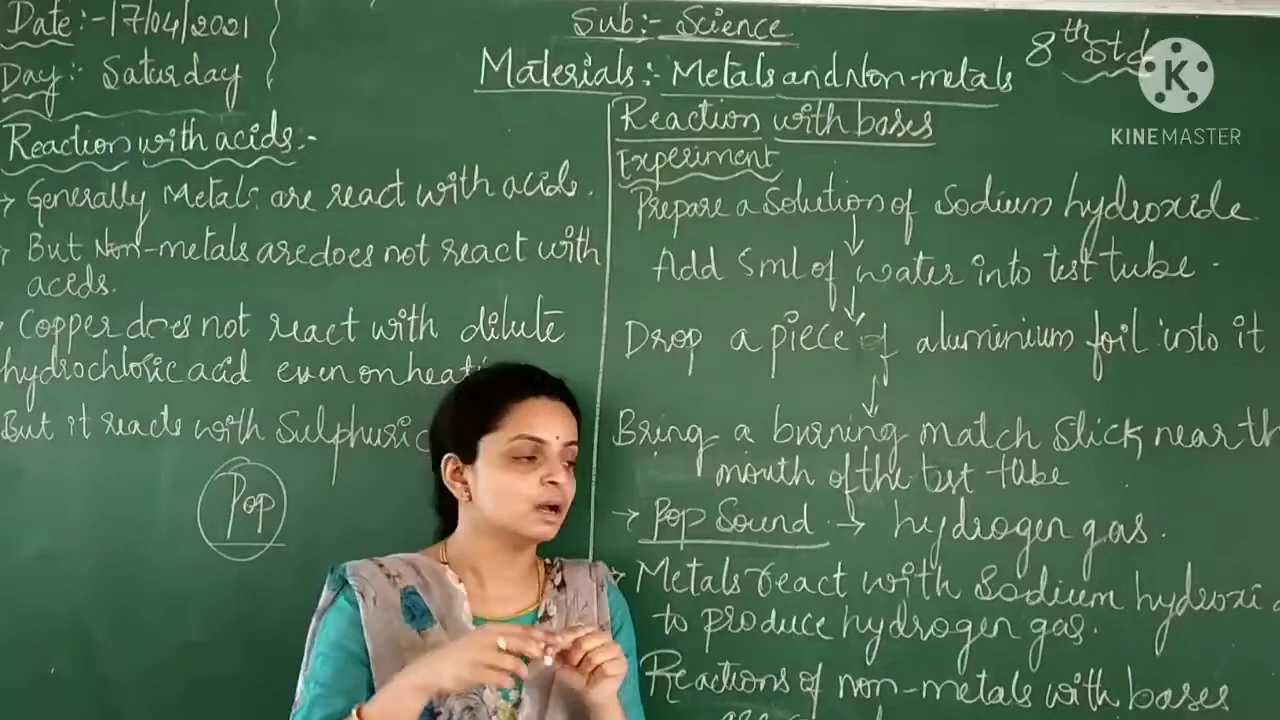 Date:-17/04/2021
Day:- Saturday
Sub:- Science
8th Std
Materials:- Metals and Non-metals
KINEMASTER
Reaction with acids:-
→ Generally Metals are react with acids.
→ But Non-metals are does not react with
acids.
Copper does not react with dilute
hydrochloric acid even on heati
But it reacts with Sulphuric
Pop
Reaction with bases
Experiment
Prepare a Solution of Sodium hydroxide
Add 5ml of water into test tube.
Drop a piece of aluminium foil into it
Bring a burning match stick near th
mouth of the test tube
→ Pop Sound → hydrogen gas.
→ Metals react with Sodium hydroxi
to produce hydrogen gas.
Reactions of non-metals with bases
are